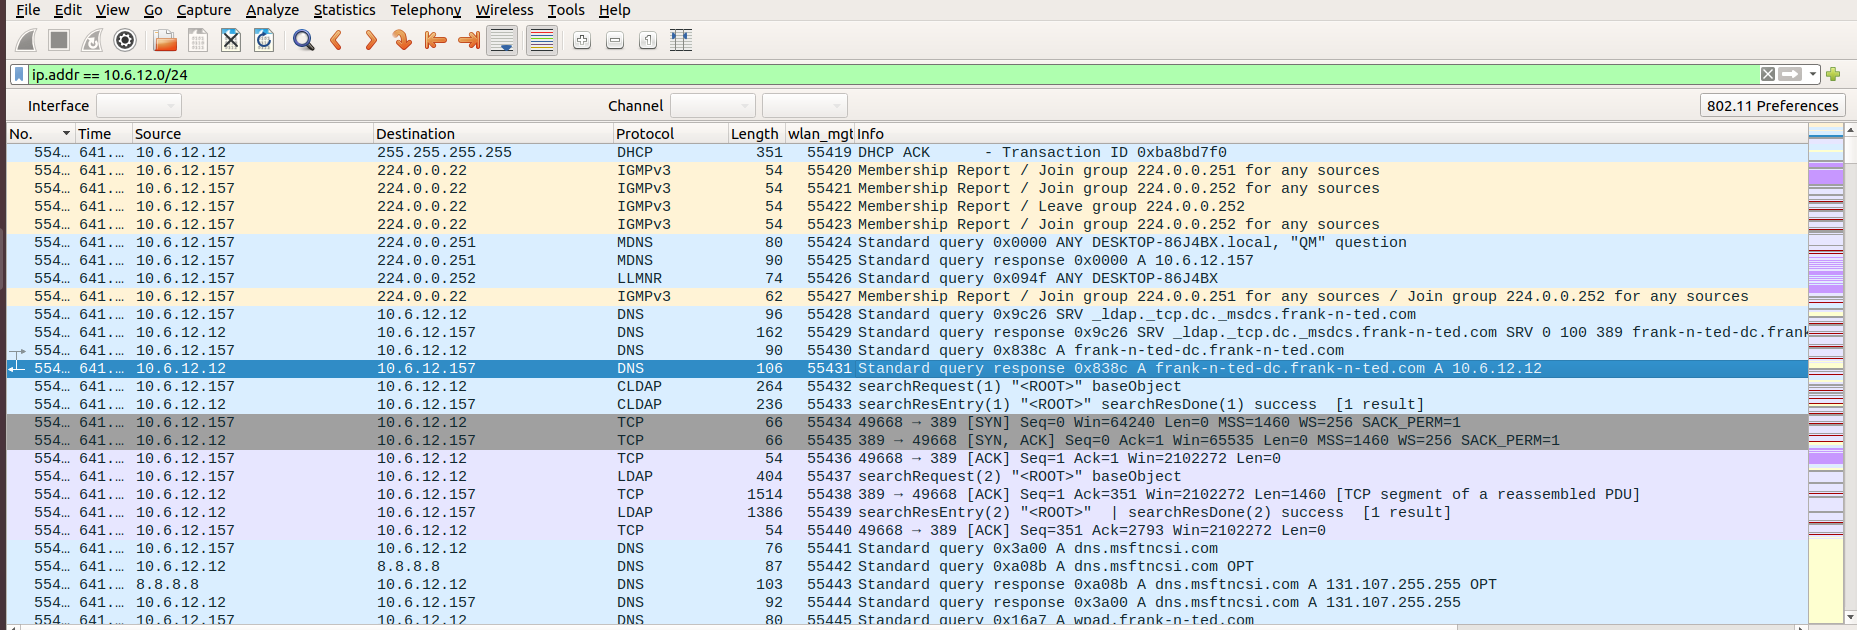 File Edit View Go Capture Analyze Statistics Telephony Wireless Tools Help
ip.addr == 10.6.12.0/24
Interface Channel 802.11 Preferences
No. Time Source Destination Protocol Length wlan_mgt Info
554… 641.… 10.6.12.12 255.255.255.255 DHCP 351 55419 DHCP ACK - Transaction ID 0xba8bd7f0
554… 641.… 10.6.12.157 224.0.0.22 IGMPv3 54 55420 Membership Report / Join group 224.0.0.251 for any sources
554… 641.… 10.6.12.157 224.0.0.22 IGMPv3 54 55421 Membership Report / Join group 224.0.0.252 for any sources
554… 641.… 10.6.12.157 224.0.0.22 IGMPv3 54 55422 Membership Report / Leave group 224.0.0.252
554… 641.… 10.6.12.157 224.0.0.22 IGMPv3 54 55423 Membership Report / Join group 224.0.0.252 for any sources
554… 641.… 10.6.12.157 224.0.0.251 MDNS 80 55424 Standard query 0x0000 ANY DESKTOP-86J4BX.local, "QM" question
554… 641.… 10.6.12.157 224.0.0.251 MDNS 90 55425 Standard query response 0x0000 A 10.6.12.157
554… 641.… 10.6.12.157 224.0.0.252 LLMNR 74 55426 Standard query 0x094f ANY DESKTOP-86J4BX
554… 641.… 10.6.12.157 224.0.0.22 IGMPv3 62 55427 Membership Report / Join group 224.0.0.251 for any sources / Join group 224.0.0.252 for any sources
554… 641.… 10.6.12.157 10.6.12.12 DNS 96 55428 Standard query 0x9c26 SRV _ldap._tcp.dc._msdcs.frank-n-ted.com
554… 641.… 10.6.12.12 10.6.12.157 DNS 162 55429 Standard query response 0x9c26 SRV _ldap._tcp.dc._msdcs.frank-n-ted.com SRV 0 100 389 frank-n-ted-dc.frank
554… 641.… 10.6.12.157 10.6.12.12 DNS 90 55430 Standard query 0x838c A frank-n-ted-dc.frank-n-ted.com
554… 641.… 10.6.12.12 10.6.12.157 DNS 106 55431 Standard query response 0x838c A frank-n-ted-dc.frank-n-ted.com A 10.6.12.12
554… 641.… 10.6.12.157 10.6.12.12 CLDAP 264 55432 searchRequest(1) "<ROOT>" baseObject
554… 641.… 10.6.12.12 10.6.12.157 CLDAP 236 55433 searchResEntry(1) "<ROOT>" searchResDone(1) success [1 result]
554… 641.… 10.6.12.157 10.6.12.12 TCP 66 55434 49668 → 389 [SYN] Seq=0 Win=64240 Len=0 MSS=1460 WS=256 SACK_PERM=1
554… 641.… 10.6.12.12 10.6.12.157 TCP 66 55435 389 → 49668 [SYN, ACK] Seq=0 Ack=1 Win=65535 Len=0 MSS=1460 WS=256 SACK_PERM=1
554… 641.… 10.6.12.157 10.6.12.12 TCP 54 55436 49668 → 389 [ACK] Seq=1 Ack=1 Win=2102272 Len=0
554… 641.… 10.6.12.157 10.6.12.12 LDAP 404 55437 searchRequest(2) "<ROOT>" baseObject
554… 641.… 10.6.12.12 10.6.12.157 TCP 1514 55438 389 → 49668 [ACK] Seq=1 Ack=351 Win=2102272 Len=1460 [TCP segment of a reassembled PDU]
554… 641.… 10.6.12.12 10.6.12.157 LDAP 1386 55439 searchResEntry(2) "<ROOT>" | searchResDone(2) success [1 result]
554… 641.… 10.6.12.157 10.6.12.12 TCP 54 55440 49668 → 389 [ACK] Seq=351 Ack=2793 Win=2102272 Len=0
554… 641.… 10.6.12.157 10.6.12.12 DNS 76 55441 Standard query 0x3a00 A dns.msftncsi.com
554… 641.… 10.6.12.12 8.8.8.8 DNS 87 55442 Standard query 0xa08b A dns.msftncsi.com OPT
554… 641.… 8.8.8.8 10.6.12.12 DNS 103 55443 Standard query response 0xa08b A dns.msftncsi.com A 131.107.255.255 OPT
554… 641.… 10.6.12.12 10.6.12.157 DNS 92 55444 Standard query response 0x3a00 A dns.msftncsi.com A 131.107.255.255
554… 641.… 10.6.12.157 10.6.12.12 DNS 80 55445 Standard query 0x16a7 A wpad.frank-n-ted.com